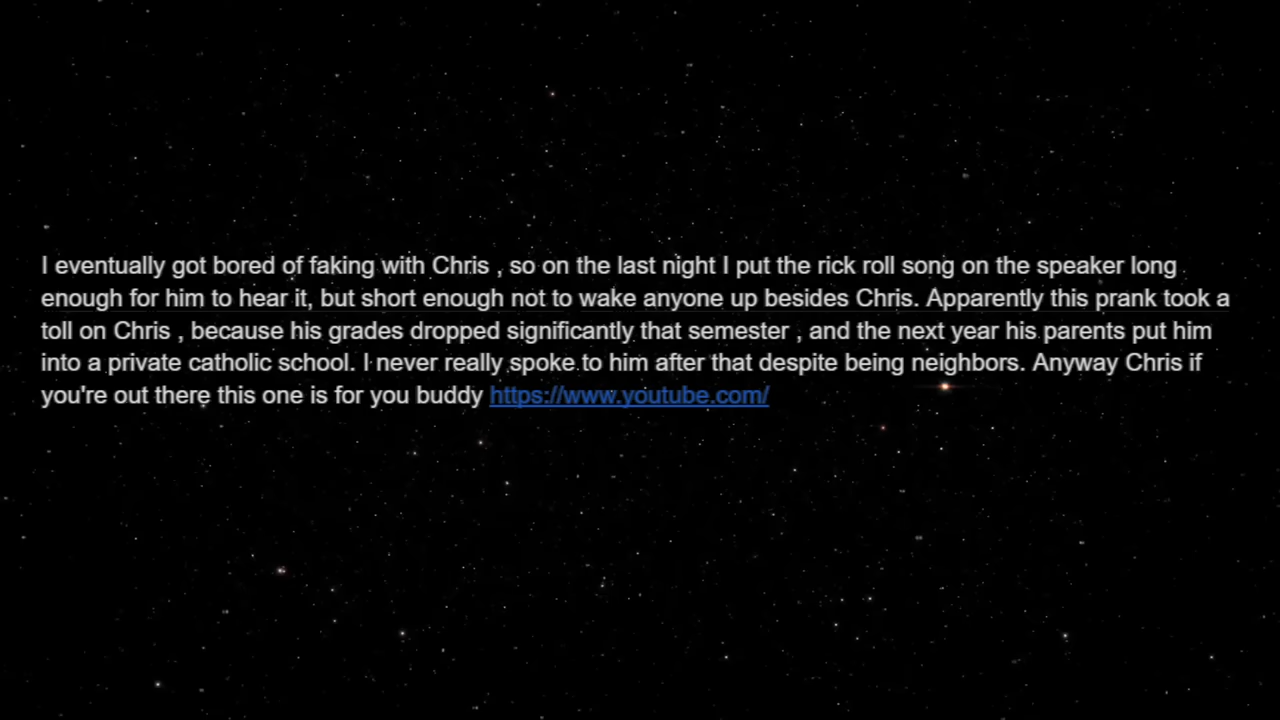 I eventually got bored of faking with Chris , so on the last night I put the rick roll song on the speaker long
enough for him to hear it, but short enough not to wake anyone up besides Chris. Apparently this prank took a
toll on Chris , because his grades dropped significantly that semester , and the next year his parents put him
into a private catholic school. I never really spoke to him after that despite being neighbors. Anyway Chris if
you're out there this one is for you buddy https://www.youtube.com/